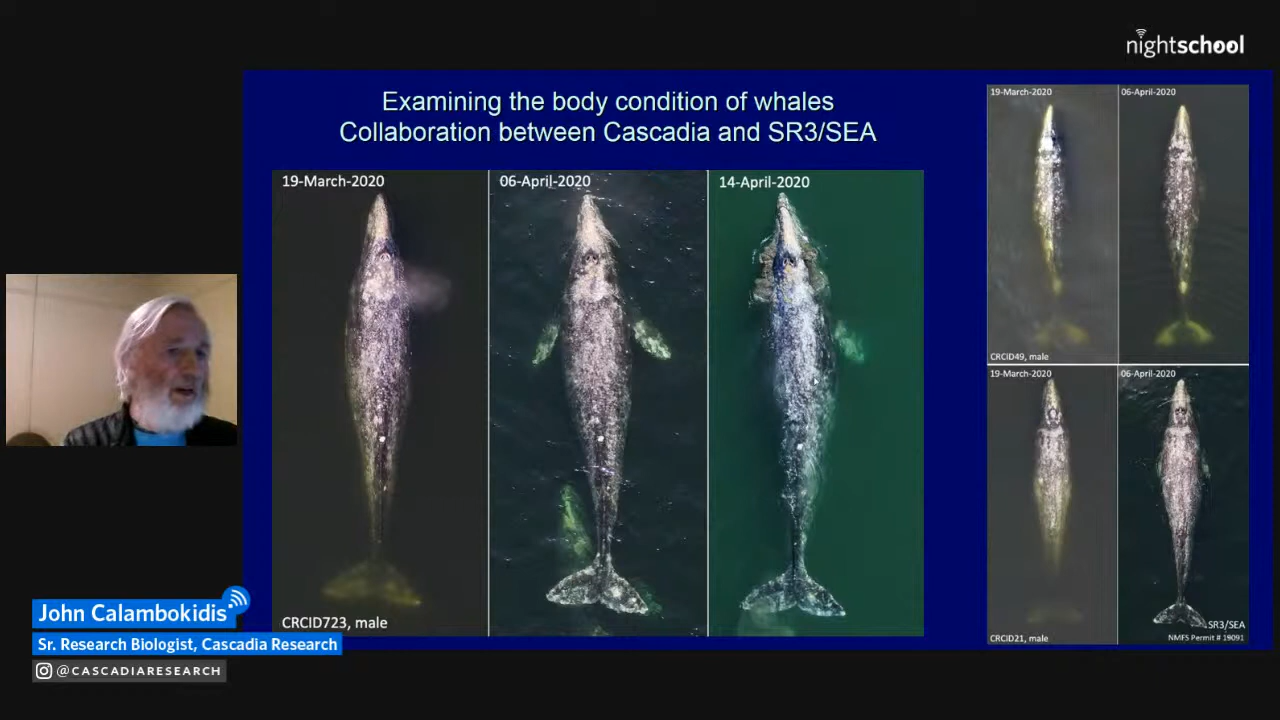 nightschool
Examining the body condition of whales
Collaboration between Cascadia and SR3/SEA
19-March-2020
06-April-2020
14-April-2020
CRCID723, male
19-March-2020
06-April-2020
CRCID49, male
19-March-2020
06-April-2020
CRCID21, male
SR3/SEA
NMFS Permit # 19091
John Calambokidis
Sr. Research Biologist, Cascadia Research
@CASCADIARESEARCH